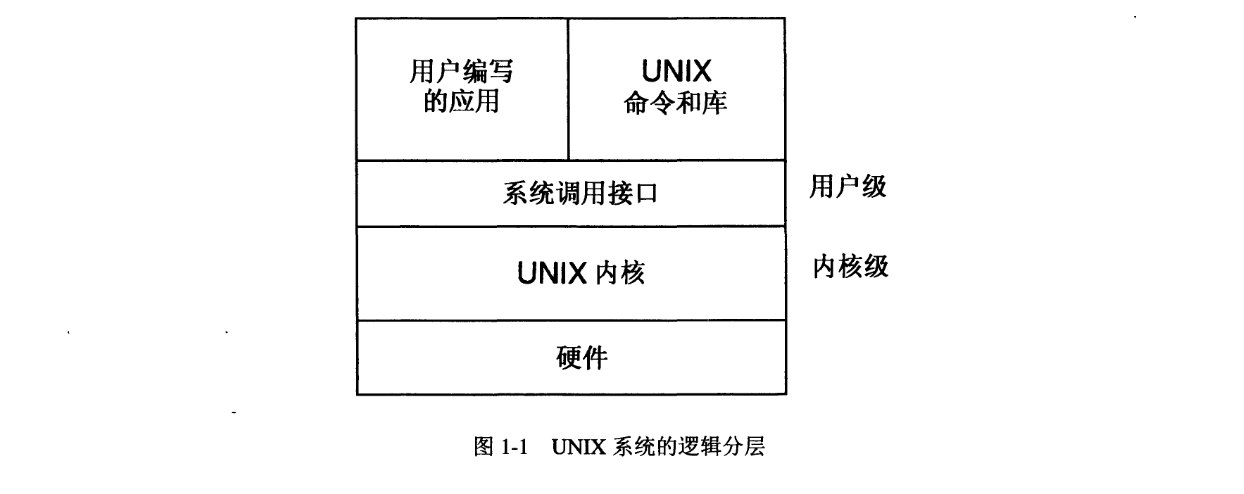 用户编写
的应用
UNIX
命令和库
系统调用接口
用户级
UNIX 内核
内核级
硬件
图 1-1 UNIX 系统的逻辑分层